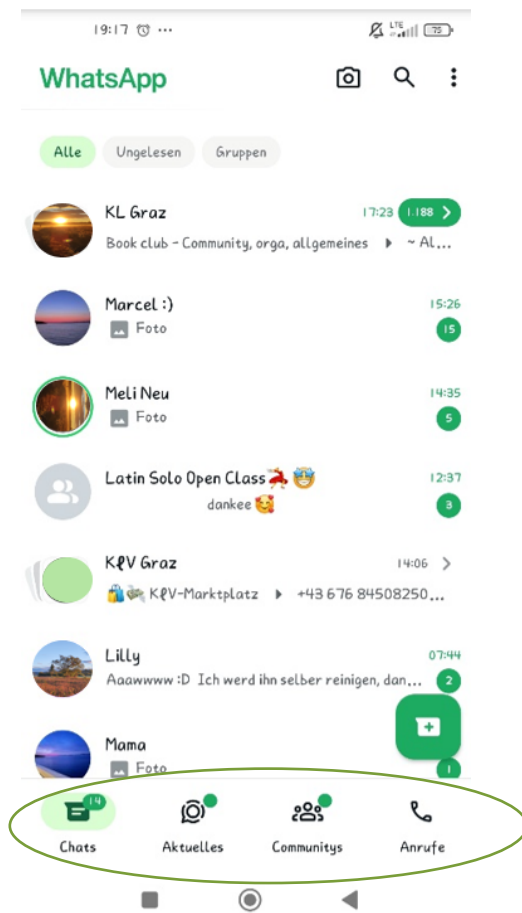 19:17 ...
LTE 75
WhatsApp
Alle Ungelesen Gruppen
KL Graz 17:23 1.188
Book club - Community, orga, allgemeines ~ Al...
Marcel :) 15:26
Foto 15
Meli Neu 14:35
Foto 5
Latin Solo Open Class💃🤠 12:37
dankee🥰 3
KlV Graz 14:06
🛍️💸 KlV-Marktplatz +43 676 84508250...
Lilly 07:44
Aaawwww :D Ich werd ihn selber reinigen, dan... 2
Mama
Foto 1
14
Chats Aktuelles Communitys Anrufe